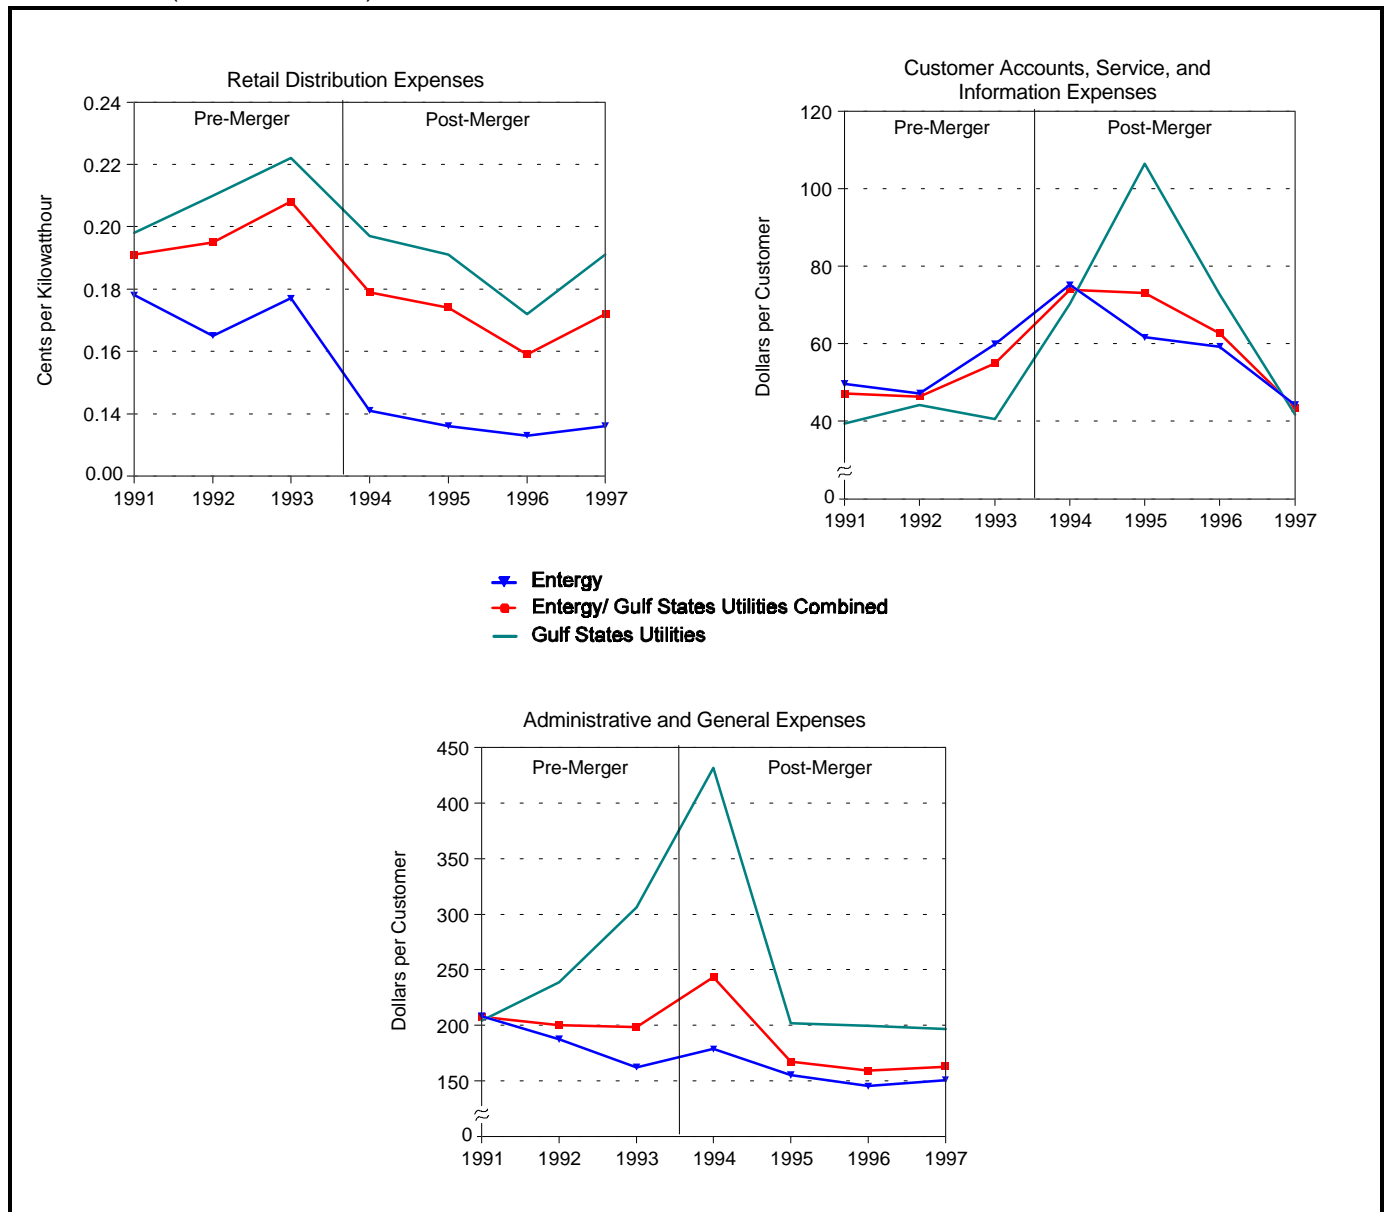 Retail Distribution Expenses
Pre-Merger
Post-Merger
Cents per Kilowatthour
0.24
0.22
0.20
0.18
0.16
0.14
0.00
1991 1992 1993 1994 1995 1996 1997
Customer Accounts, Service, and
Information Expenses
Pre-Merger
Post-Merger
Dollars per Customer
120
100
80
60
40
0
1991 1992 1993 1994 1995 1996 1997
Entergy
Entergy/ Gulf States Utilities Combined
Gulf States Utilities
Administrative and General Expenses
Pre-Merger
Post-Merger
Dollars per Customer
450
400
350
300
250
200
150
0
1991 1992 1993 1994 1995 1996 1997